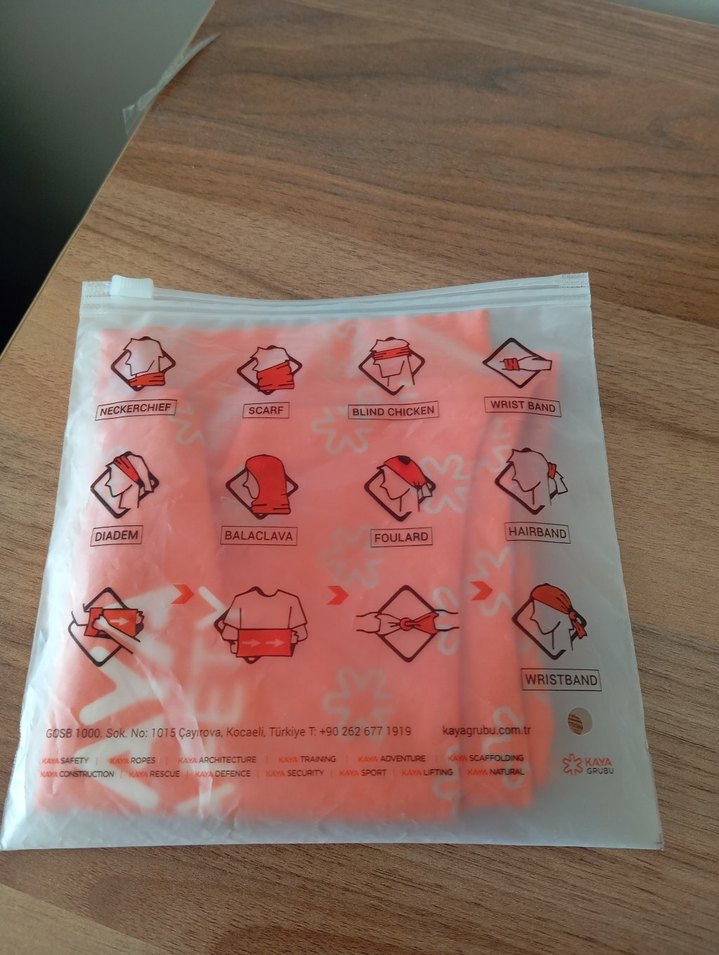 NECKERCHIEF
SCARF
BLIND CHICKEN
WRIST BAND
DIADEM
BALACLAVA
FOULARD
HAIRBAND
WRISTBAND
GOSB 1000. Sok. No: 1015 Çayırova, Kocaeli, Türkiye T: +90 262 677 1919
kayagrubu.com.tr
KAYA SAFETY | KAYA ROPES | KAYA ARCHITECTURE | KAYA TRAINING | KAYA ADVENTURE | KAYA SCAFFOLDING
KAYA CONSTRUCTION | KAYA RESCUE | KAYA DEFENCE | KAYA SECURITY | KAYA SPORT | KAYA LIFTING | KAYA NATURAL
KAYA
GRUBU